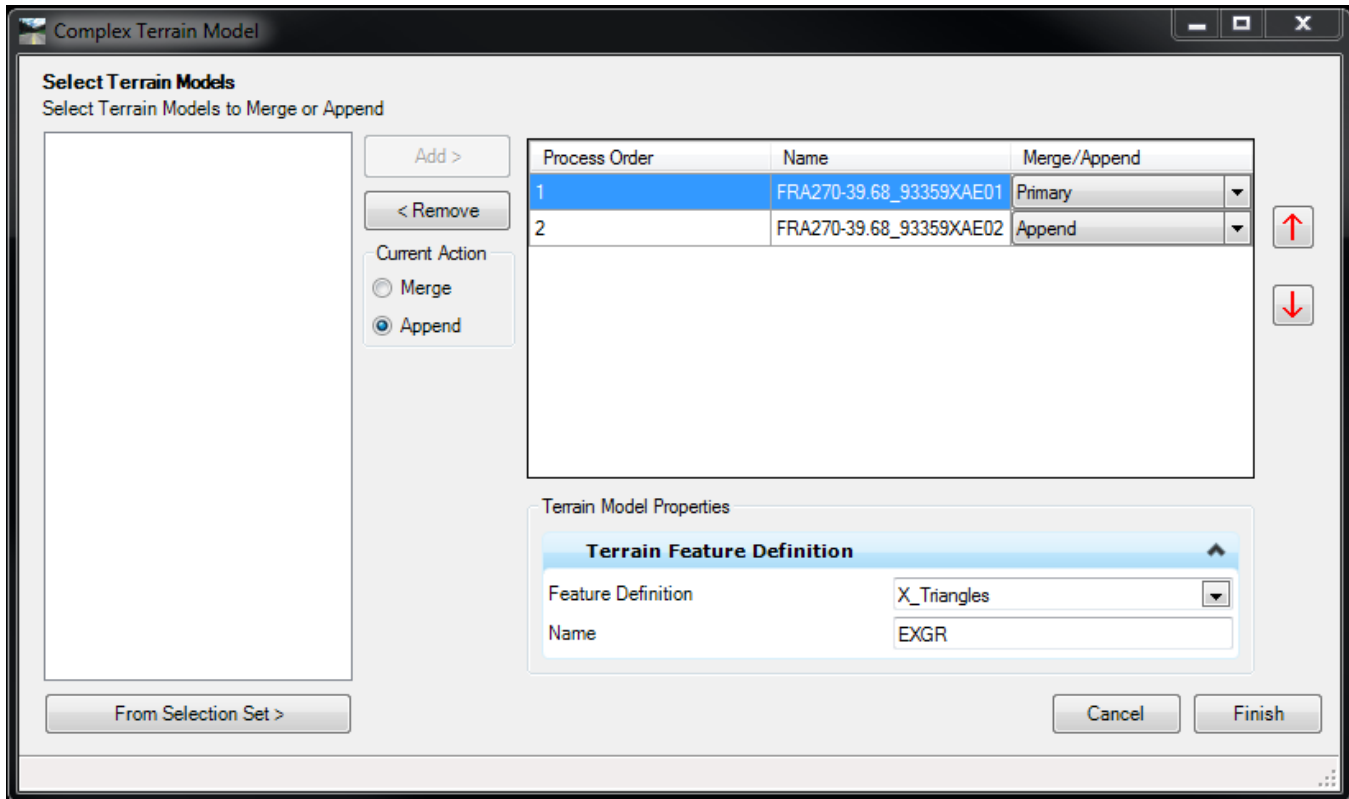 Complex Terrain Model
Select Terrain Models
Select Terrain Models to Merge or Append
Add >
< Remove
Current Action
Merge
Append
Process Order Name Merge/Append
1 FRA270-39.68_93359XAE01 Primary
2 FRA270-39.68_93359XAE02 Append
Terrain Model Properties
Terrain Feature Definition
Feature Definition X_Triangles
Name EXGR
From Selection Set >
Cancel Finish